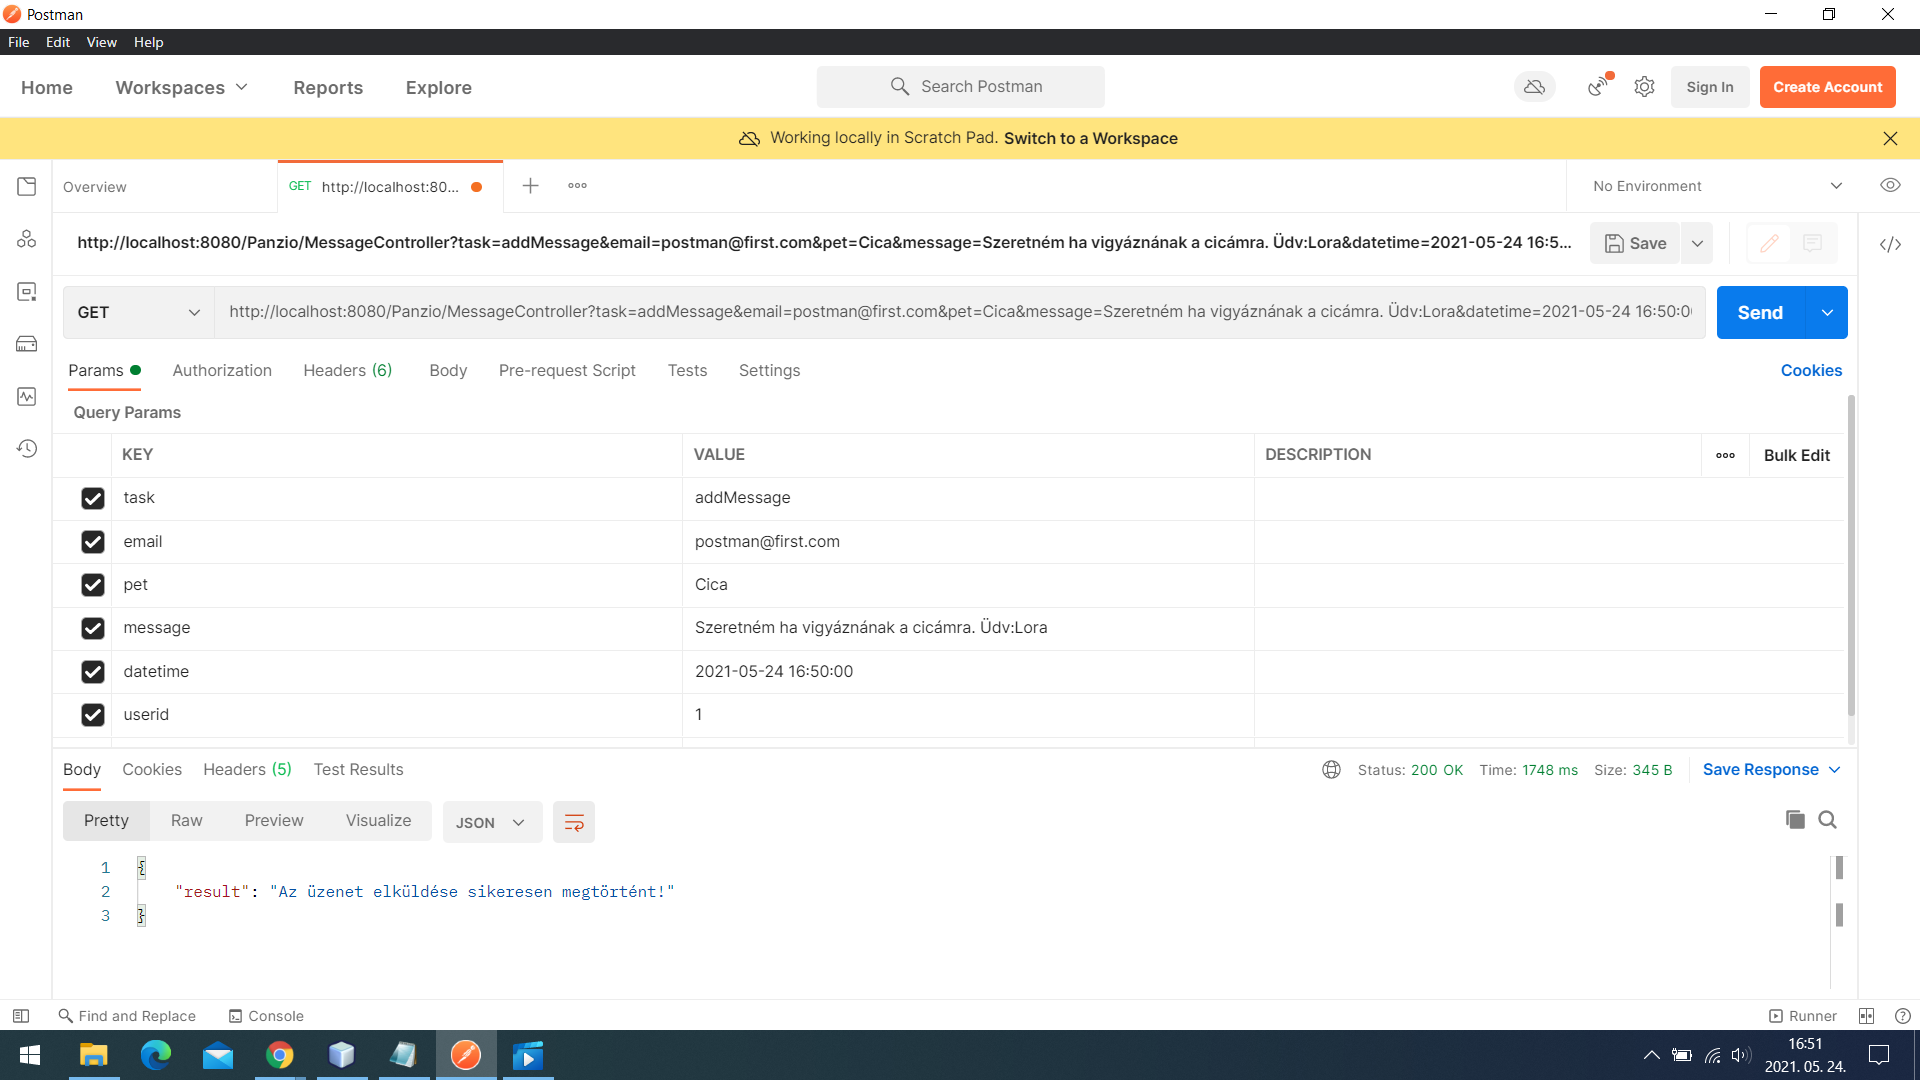 Postman
File Edit View Help
Home Workspaces Reports Explore Search Postman Sign In Create Account
Working locally in Scratch Pad. Switch to a Workspace
Overview GET http://localhost:80... No Environment
http://localhost:8080/Panzio/MessageController?task=addMessage&email=postman@first.com&pet=Cica&message=Szeretném ha vigyáznának a cicámra. Üdv:Lora&datetime=2021-05-24 16:5... Save
GET http://localhost:8080/Panzio/MessageController?task=addMessage&email=postman@first.com&pet=Cica&message=Szeretném ha vigyáznának a cicámra. Üdv:Lora&datetime=2021-05-24 16:50:0 Send
Params Authorization Headers (6) Body Pre-request Script Tests Settings Cookies
Query Params
KEY VALUE DESCRIPTION Bulk Edit
task addMessage
email postman@first.com
pet Cica
message Szeretném ha vigyáznának a cicámra. Üdv:Lora
datetime 2021-05-24 16:50:00
userid 1
Body Cookies Headers (5) Test Results Status: 200 OK Time: 1748 ms Size: 345 B Save Response
Pretty Raw Preview Visualize JSON
1 {
2 "result": "Az üzenet elküldése sikeresen megtörtént!"
3 }
Find and Replace Console Runner
16:51
2021. 05. 24.